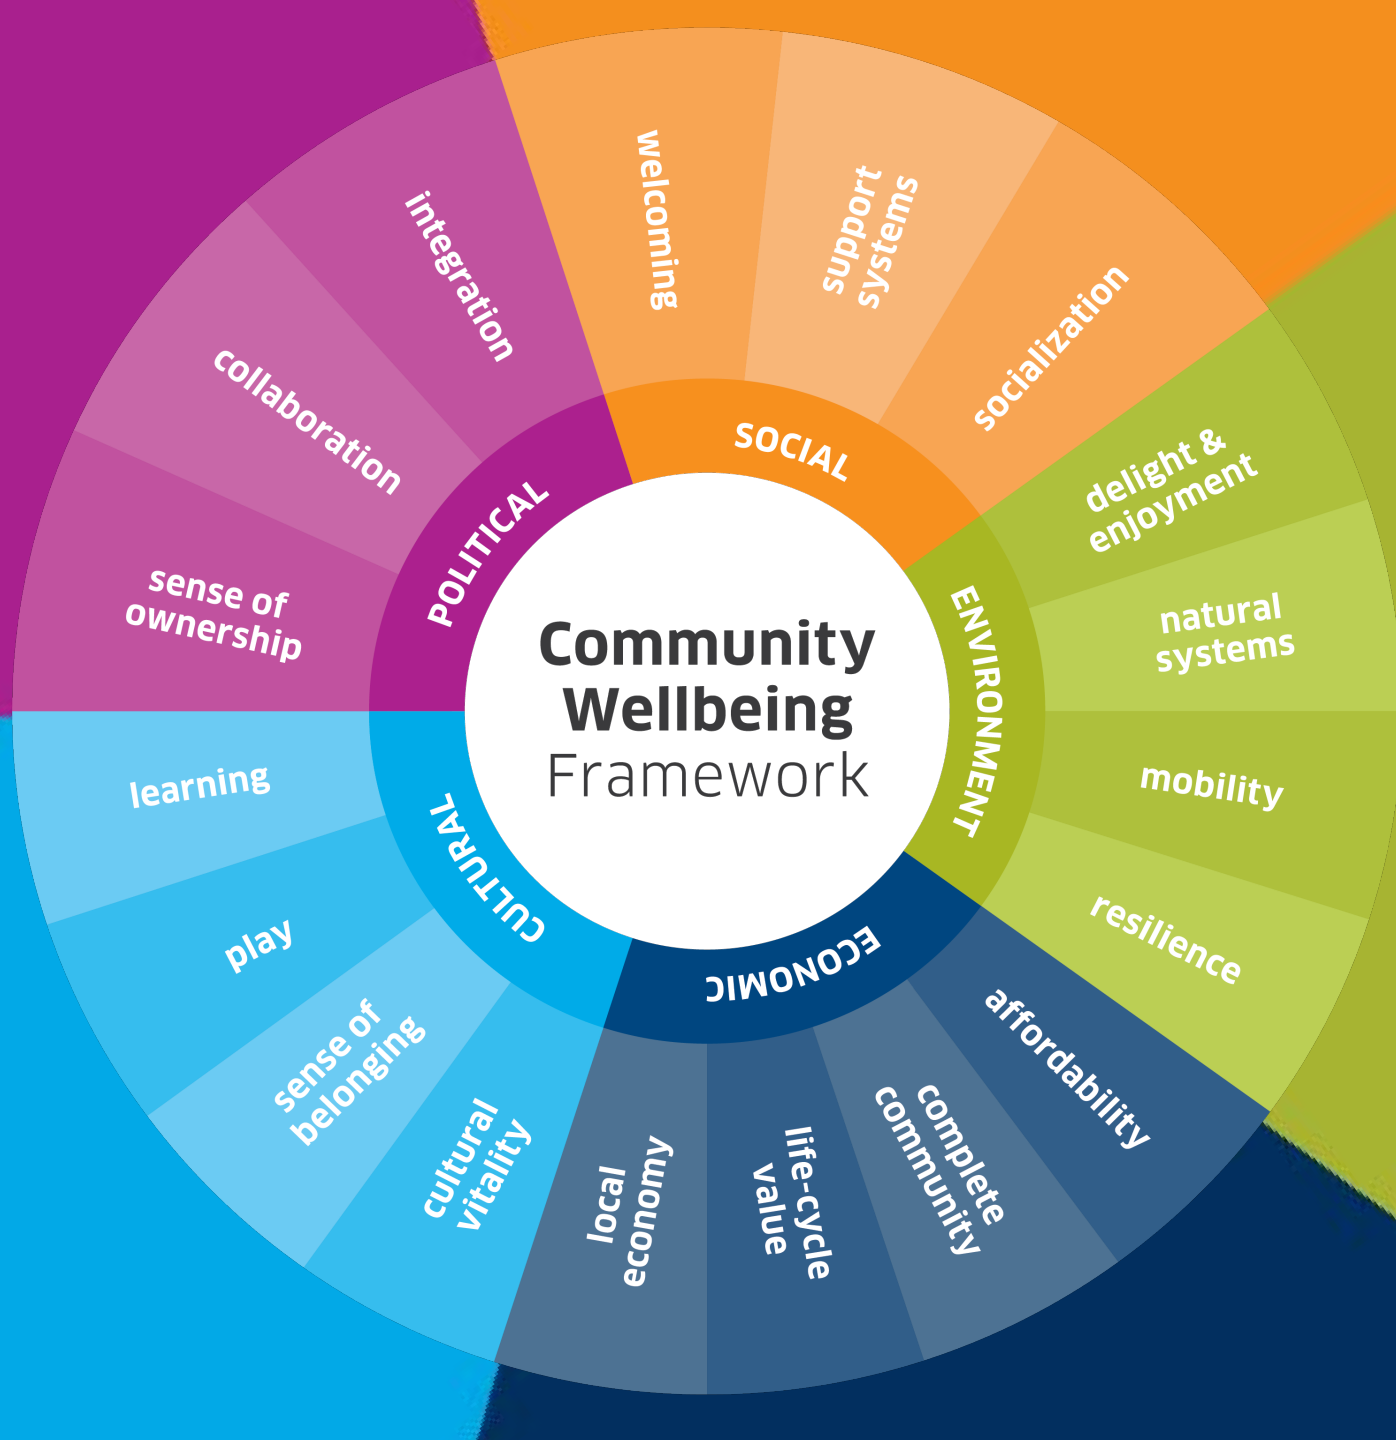 Community
Wellbeing
Framework
SOCIAL
welcoming
support
systems
socialization
ENVIRONMENT
delight &
enjoyment
natural
systems
mobility
resilience
ECONOMIC
affordability
complete
community
life-cycle
value
local
economy
CULTURAL
cultural
vitality
sense of
belonging
play
learning
POLITICAL
sense of
ownership
collaboration
integration